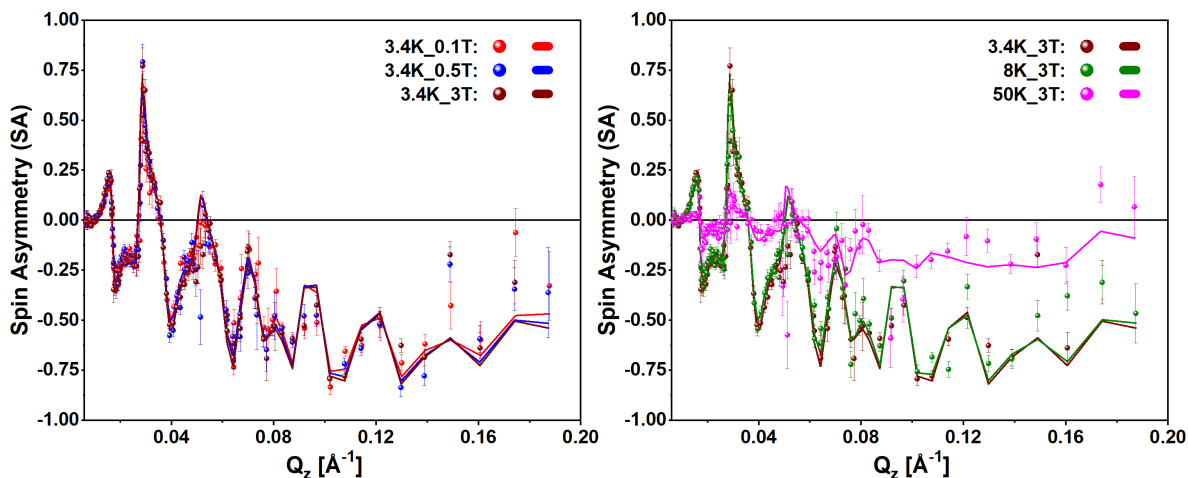 1.00
0.75
0.50
0.25
0.00
-0.25
-0.50
-0.75
-1.00
Spin Asymmetry (SA)
3.4K_0.1T:
3.4K_0.5T:
3.4K_3T:
0.04
0.08
0.12
0.16
0.20
Qz [Å-1]
1.00
0.75
0.50
0.25
0.00
-0.25
-0.50
-0.75
-1.00
Spin Asymmetry (SA)
3.4K_3T:
8K_3T:
50K_3T:
0.04
0.08
0.12
0.16
0.20
Qz [Å-1]